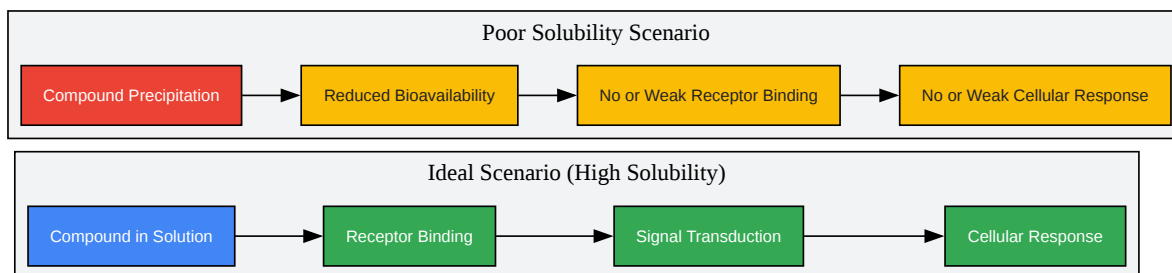 Poor Solubility Scenario
Compound Precipitation
Reduced Bioavailability
No or Weak Receptor Binding
No or Weak Cellular Response
Ideal Scenario (High Solubility)
Compound in Solution
Receptor Binding
Signal Transduction
Cellular Response